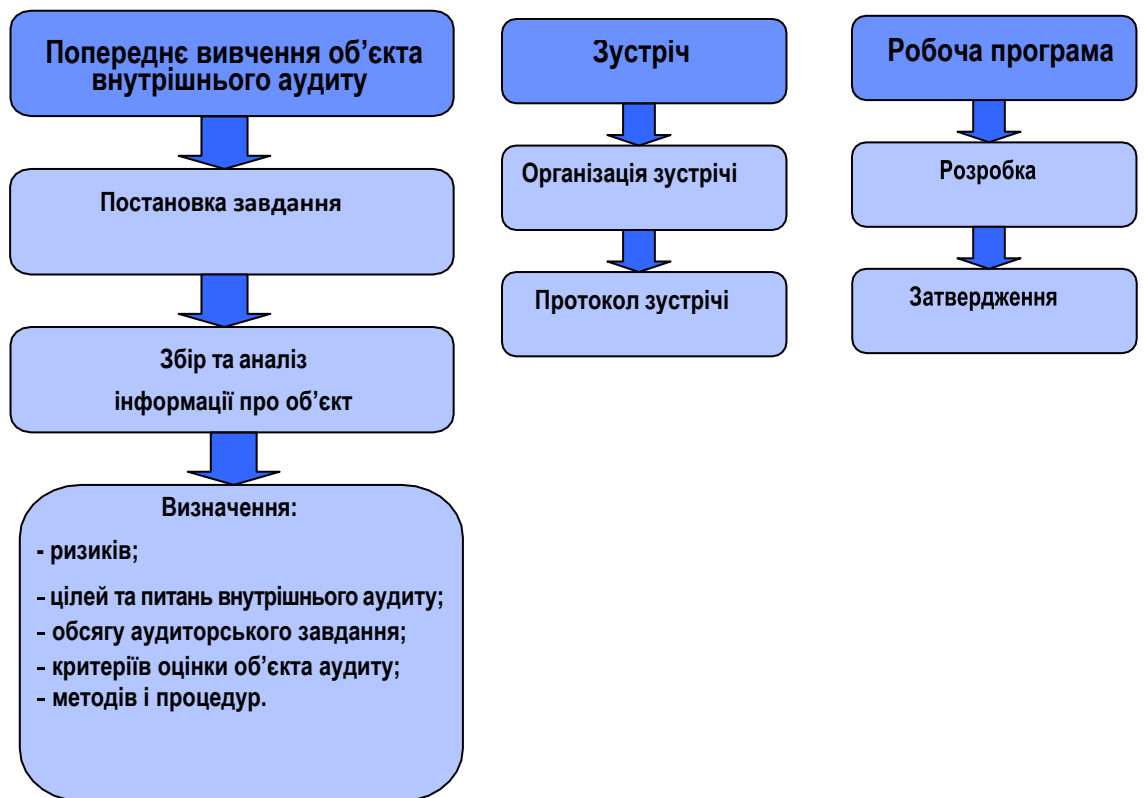 Попереднє вивчення об’єкта
внутрішнього аудиту
Постановка завдання
Збір та аналіз
інформації про об’єкт
Визначення:
- ризиків;
- цілей та питань внутрішнього аудиту;
- обсягу аудиторського завдання;
- критеріїв оцінки об’єкта аудиту;
- методів і процедур.
Зустріч
Організація зустрічі
Протокол зустрічі
Робоча програма
Розробка
Затвердження